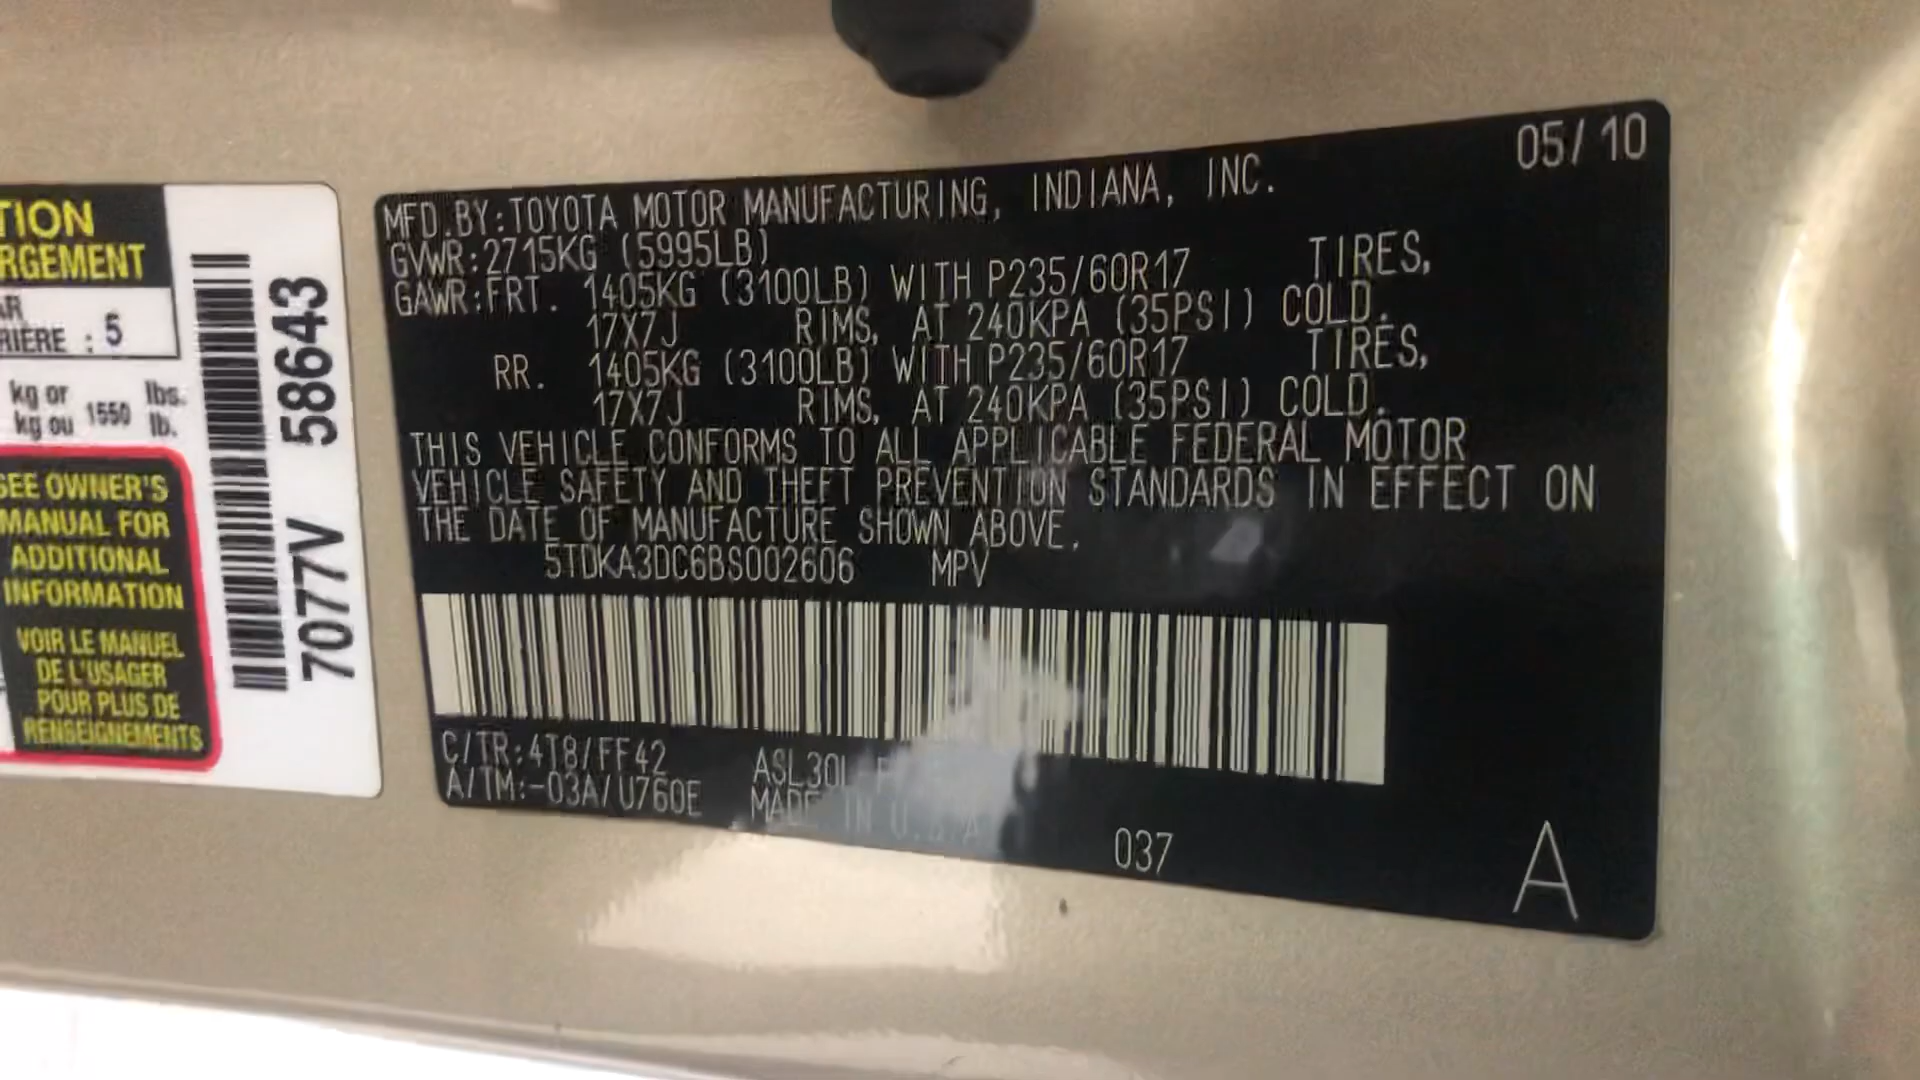 TION
RGEMENT
AR
RIÈRE : 5
kg or lbs.
kg ou 1550 lb.
SEE OWNER'S
MANUAL FOR
ADDITIONAL
INFORMATION
VOIR LE MANUEL
DE L'USAGER
POUR PLUS DE
RENSEIGNEMENTS
7077V 58643
05/10
MFD.BY:TOYOTA MOTOR MANUFACTURING, INDIANA, INC.
GVWR:2715KG (5995LB)
GAWR:FRT. 1405KG (3100LB) WITH P235/60R17 TIRES,
17X7J RIMS, AT 240KPA (35PSI) COLD.
RR. 1405KG (3100LB) WITH P235/60R17 TIRES,
17X7J RIMS, AT 240KPA (35PSI) COLD.
THIS VEHICLE CONFORMS TO ALL APPLICABLE FEDERAL MOTOR
VEHICLE SAFETY AND THEFT PREVENTION STANDARDS IN EFFECT ON
THE DATE OF MANUFACTURE SHOWN ABOVE.
5TDKA3DC6BS002606 MPV
C/TR:4T8/FF42
A/TM:-03A/U760E MADE IN U.S.A
037
A